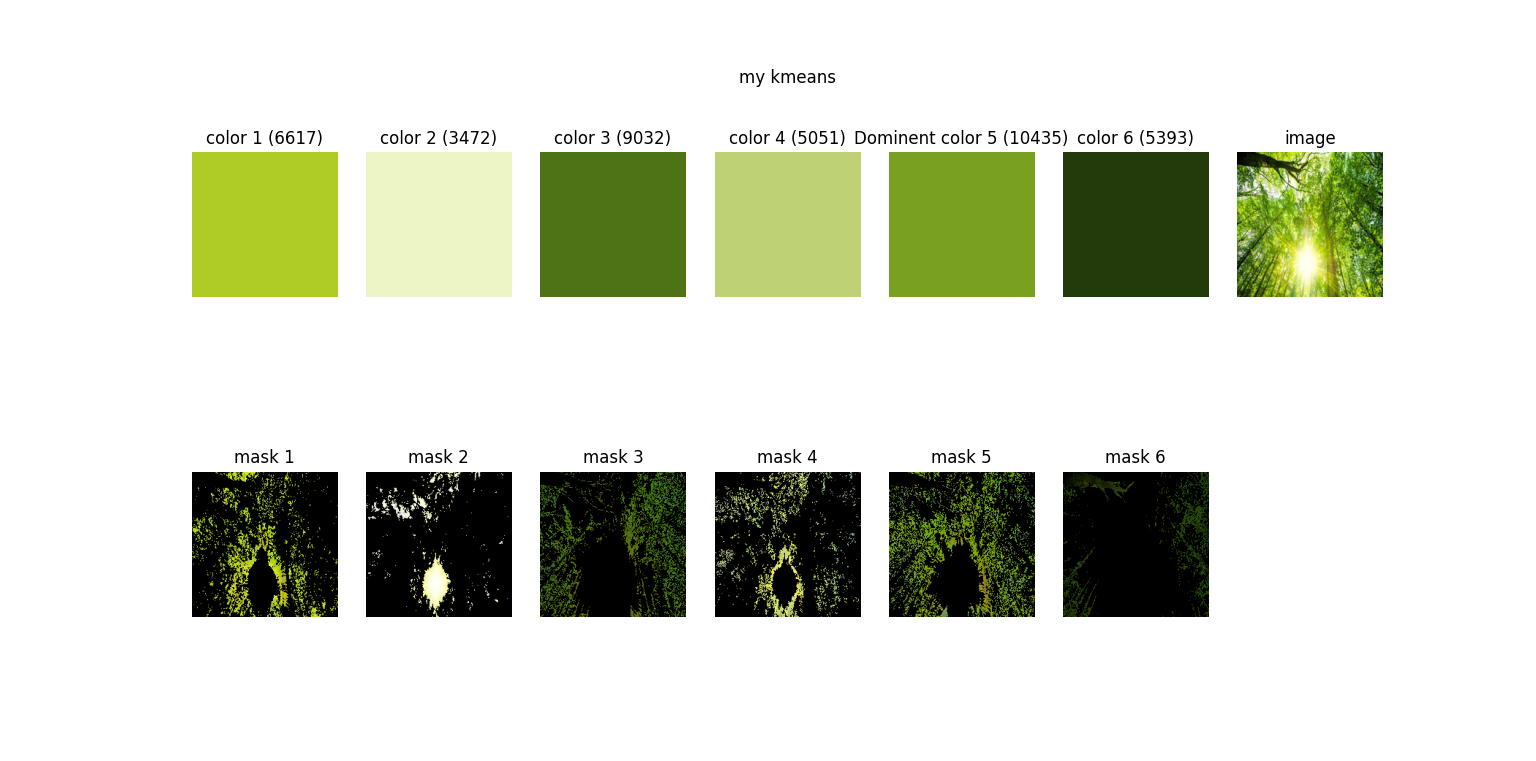 my kmeans
color 1 (6617) color 2 (3472) color 3 (9032) color 4 (5051) Dominent color 5 (10435) color 6 (5393) image
mask 1 mask 2 mask 3 mask 4 mask 5 mask 6